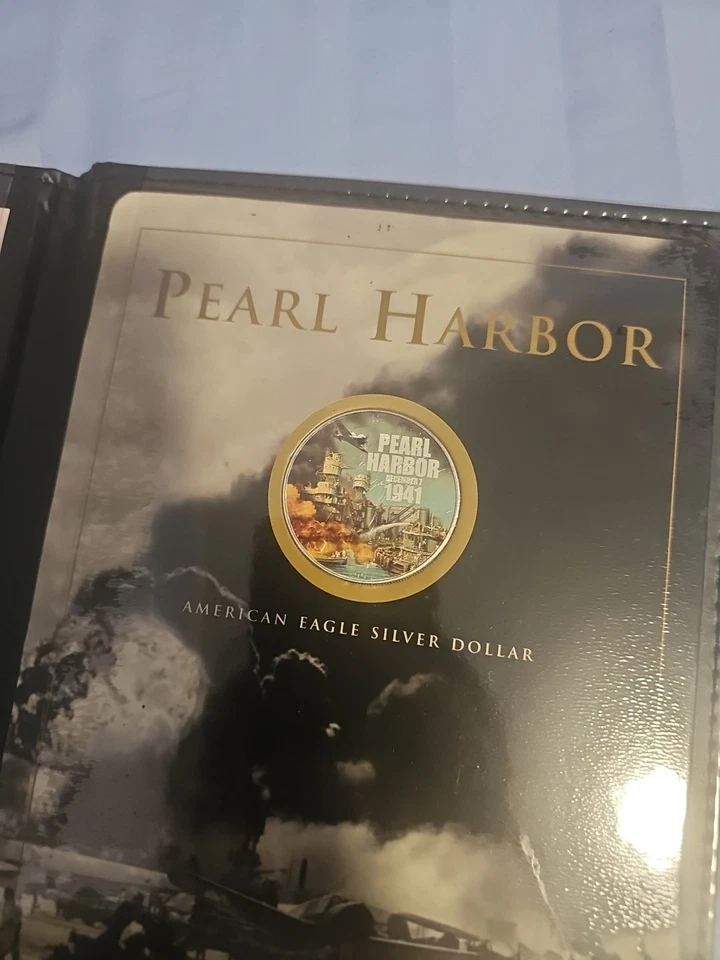 PEARL HARBOR
PEARL
HARBOR
DECEMBER 7
1941
AMERICAN EAGLE SILVER DOLLAR